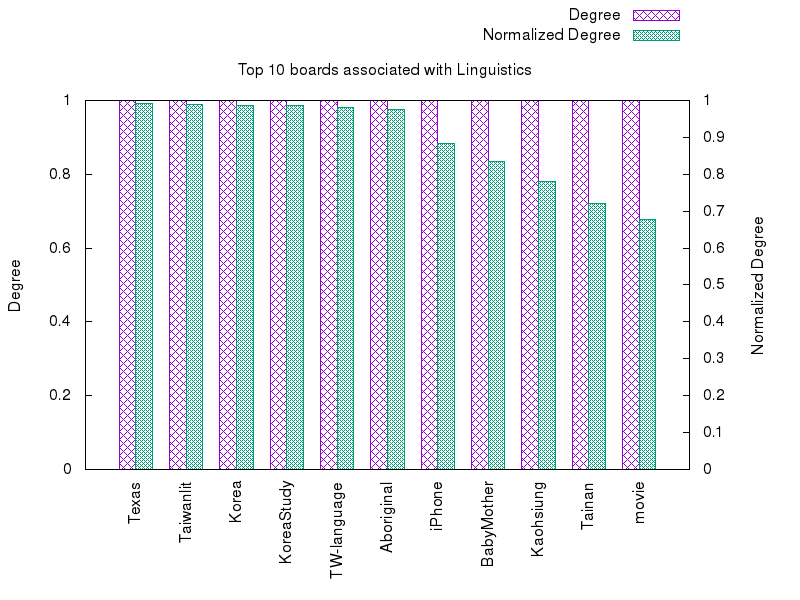 Degree
Normalized Degree
Top 10 boards associated with Linguistics
1
0.8
0.6
0.4
0.2
0
Degree
1
0.9
0.8
0.7
0.6
0.5
0.4
0.3
0.2
0.1
0
Normalized Degree
Texas
Taiwanlit
Korea
KoreaStudy
TW-language
Aboriginal
iPhone
BabyMother
Kaohsiung
Tainan
movie